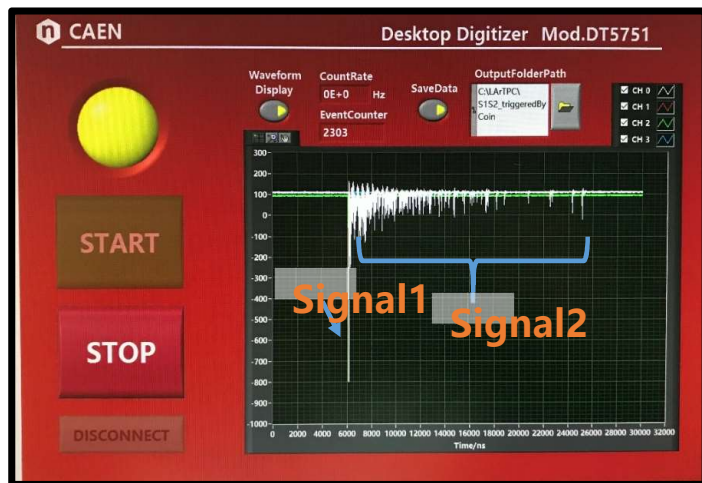 n CAEN
Desktop Digitizer Mod.DT5751
Waveform Display
CountRate
0E+0 Hz
EventCounter
2303
SaveData
OutputFolderPath
C:\LArTPC\
S1S2_triggeredBy
Coin
CH 0
CH 1
CH 2
CH 3
START
STOP
DISCONNECT
300
200
100
0
-100
-200
-300
-400
-500
-600
-700
-800
-900
-1000
Signal1
Signal2
0 2000 4000 6000 8000 10000 12000 14000 16000 18000 20000 22000 24000 26000 28000 30000 32000
Time/ns